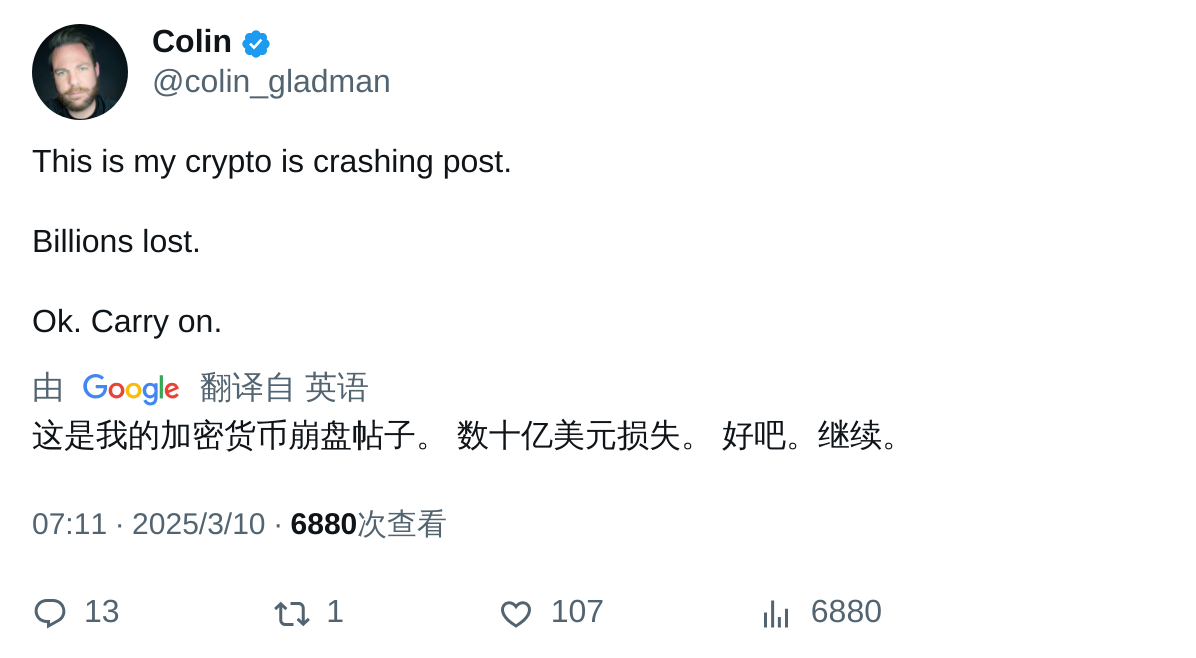 Colin
@colin_gladman
This is my crypto is crashing post.
Billions lost.
Ok. Carry on.
由 Google 翻译自 英语
这是我的加密货币崩盘帖子。 数十亿美元损失。 好吧。继续。
07:11 · 2025/3/10 · 6880次查看
13 1 107 6880